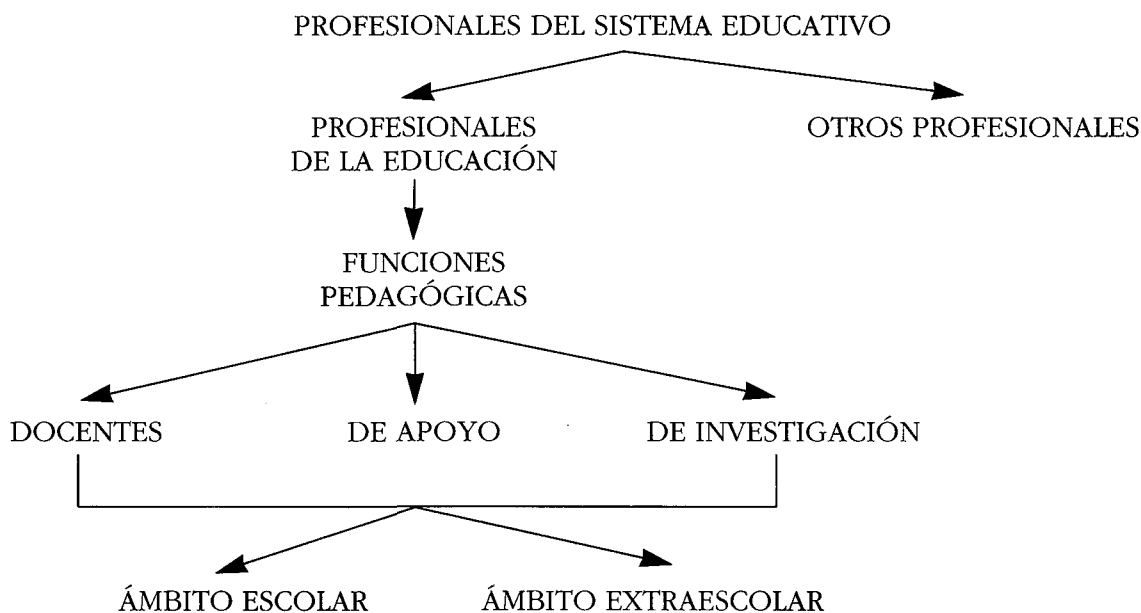 PROFESIONALES DEL SISTEMA EDUCATIVO
PROFESIONALES
DE LA EDUCACIÓN
OTROS PROFESIONALES
FUNCIONES
PEDAGÓGICAS
DOCENTES
DE APOYO
DE INVESTIGACIÓN
ÁMBITO ESCOLAR
ÁMBITO EXTRAESCOLAR